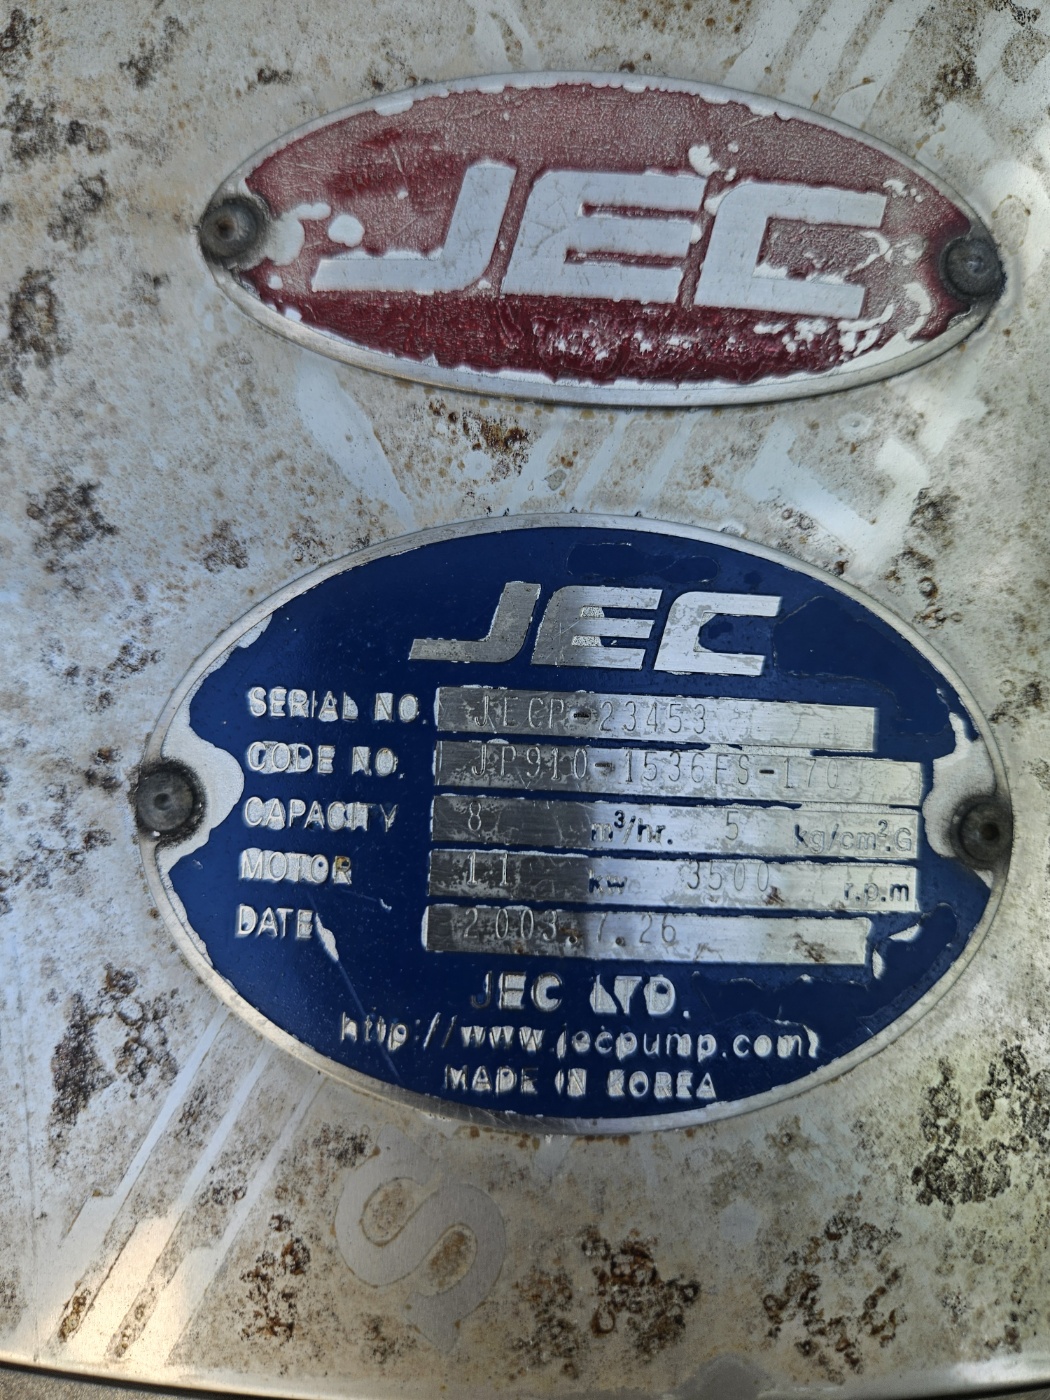 JEC
JEC
SERIAL NO. JECP-23453
CODE NO. JP910-1536FS-170
CAPACITY 8 m³/hr. 5 kg/cm².G
MOTOR 11 kw 3500 r.p.m
DATE 2003.7.26
JEC LTD.
http://www.jecpump.com
MADE IN KOREA